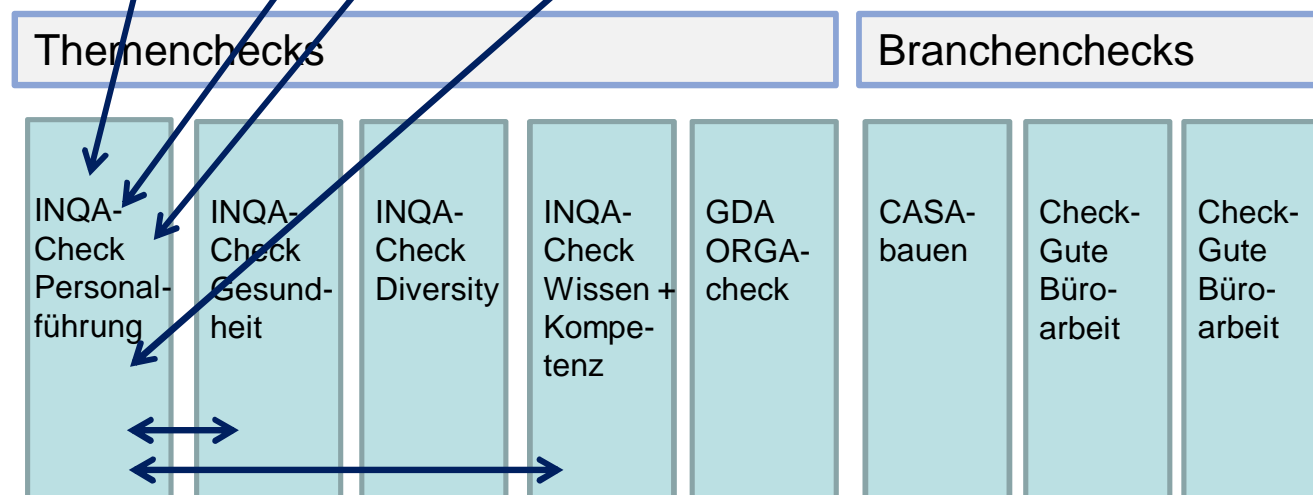 Themenchecks
Branchenchecks
INQA-
Check
Personal-
führung
INQA-
Check
Gesund-
heit
INQA-
Check
Diversity
INQA-
Check
Wissen +
Kompe-
tenz
GDA
ORGA-
check
CASA-
bauen
Check-
Gute
Büro-
arbeit
Check-
Gute
Büro-
arbeit